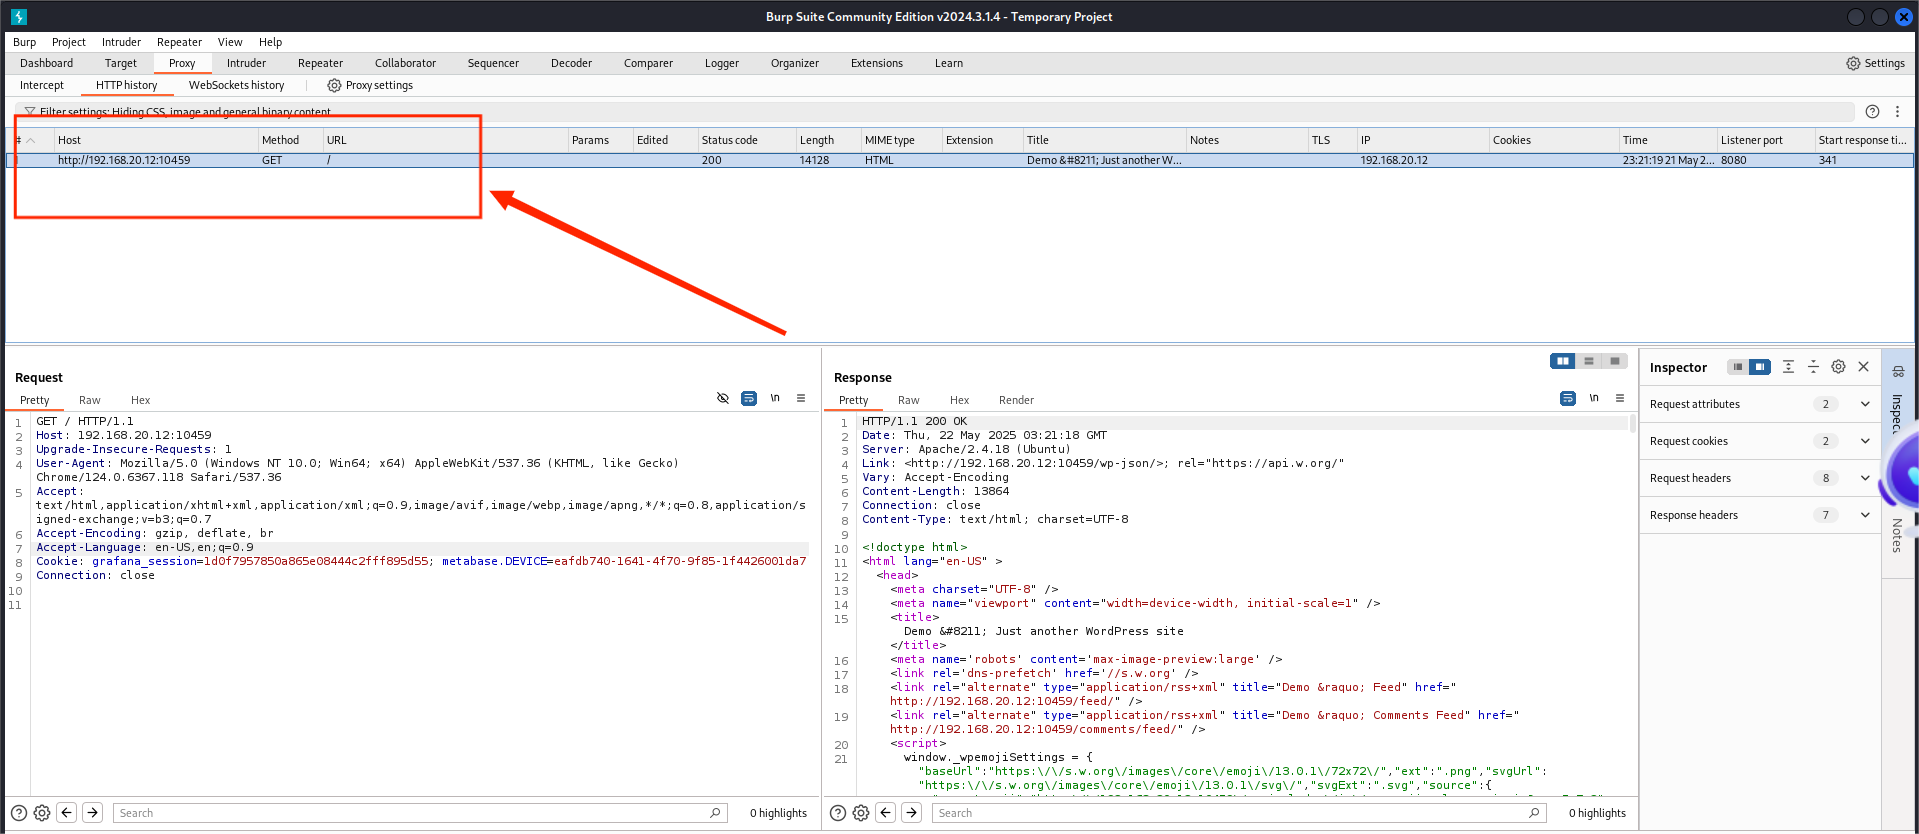 Burp Suite Community Edition v2024.3.1.4 - Temporary Project
Burp Project Intruder Repeater View Help
Dashboard Target Proxy Intruder Repeater Collaborator Sequencer Decoder Comparer Logger Organizer Extensions Learn Settings
Intercept HTTP history WebSockets history Proxy settings
Filter settings: Hiding CSS, image and general binary content
# Host Method URL Params Edited Status code Length MIME type Extension Title Notes TLS IP Cookies Time Listener port Start response ti...
http://192.168.20.12:10459 GET / 200 14128 HTML Demo &#8211; Just another W... 192.168.20.12 23:21:19 21 May 2... 8080 341
Request
Pretty Raw Hex \n
1 GET / HTTP/1.1
2 Host: 192.168.20.12:10459
3 Upgrade-Insecure-Requests: 1
4 User-Agent: Mozilla/5.0 (Windows NT 10.0; Win64; x64) AppleWebKit/537.36 (KHTML, like Gecko)
Chrome/124.0.6367.118 Safari/537.36
5 Accept:
text/html,application/xhtml+xml,application/xml;q=0.9,image/avif,image/webp,image/apng,*/*;q=0.8,application/s
igned-exchange;v=b3;q=0.7
6 Accept-Encoding: gzip, deflate, br
7 Accept-Language: en-US,en;q=0.9
8 Cookie: grafana_session=1d0f7957850a865e08444c2fff895d55; metabase.DEVICE=eafdb740-1641-4f70-9f85-1f4426001da7
9 Connection: close
10
11
Search 0 highlights
Response
Pretty Raw Hex Render \n
1 HTTP/1.1 200 OK
2 Date: Thu, 22 May 2025 03:21:18 GMT
3 Server: Apache/2.4.18 (Ubuntu)
4 Link: <http://192.168.20.12:10459/wp-json/>; rel="https://api.w.org/"
5 Vary: Accept-Encoding
6 Content-Length: 13864
7 Connection: close
8 Content-Type: text/html; charset=UTF-8
9
10 <!doctype html>
11 <html lang="en-US" >
12 <head>
13 <meta charset="UTF-8" />
14 <meta name="viewport" content="width=device-width, initial-scale=1" />
15 <title>
Demo &#8211; Just another WordPress site
</title>
16 <meta name='robots' content='max-image-preview:large' />
17 <link rel='dns-prefetch' href='//s.w.org' />
18 <link rel="alternate" type="application/rss+xml" title="Demo &raquo; Feed" href="
http://192.168.20.12:10459/feed/" />
19 <link rel="alternate" type="application/rss+xml" title="Demo &raquo; Comments Feed" href="
http://192.168.20.12:10459/comments/feed/" />
20 <script>
21 window._wpemojiSettings = {
"baseUrl":"https:\/\/s.w.org\/images\/core\/emoji\/13.0.1\/72x72\/","ext":".png","svgUrl":
"https:\/\/s.w.org\/images\/core\/emoji\/13.0.1\/svg\/","svgExt":".svg","source":{
Search 0 highlights
Inspector
Request attributes 2
Request cookies 2
Request headers 8
Response headers 7
Notes